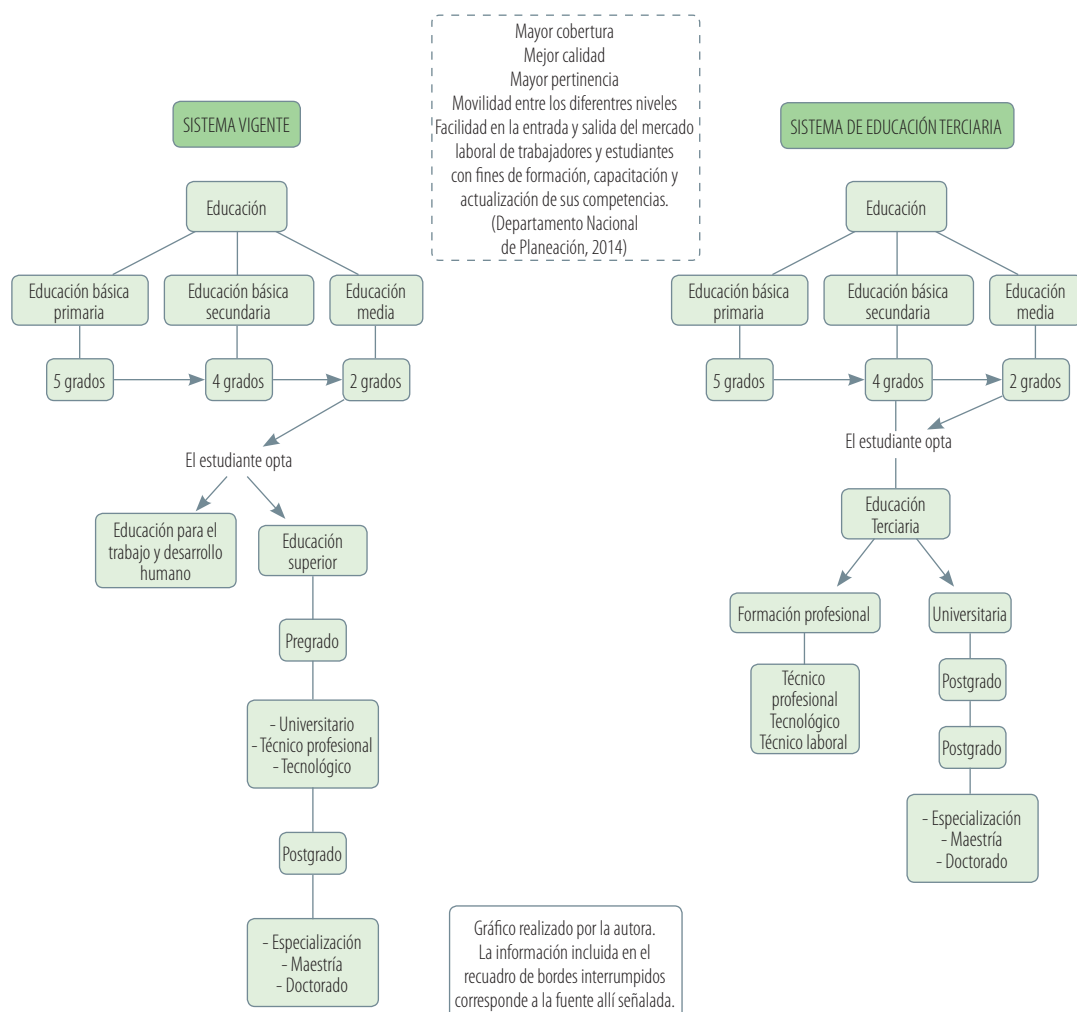 Mayor cobertura
Mejor calidad
Mayor pertinencia
Movilidad entre los diferentres niveles
Facilidad en la entrada y salida del mercado
laboral de trabajadores y estudiantes
con fines de formación, capacitación y
actualización de sus competencias.
(Departamento Nacional
de Planeación, 2014)
SISTEMA VIGENTE
Educación
Educación básica
primaria
Educación básica
secundaria
Educación
media
5 grados
4 grados
2 grados
El estudiante opta
Educación para el
trabajo y desarrollo
humano
Educación
superior
Pregrado
- Universitario
- Técnico profesional
- Tecnológico
Postgrado
- Especialización
- Maestría
- Doctorado
SISTEMA DE EDUCACIÓN TERCIARIA
Educación
Educación básica
primaria
Educación básica
secundaria
Educación
media
5 grados
4 grados
2 grados
El estudiante opta
Educación
Terciaria
Formación profesional
Técnico
profesional
Tecnológico
Técnico laboral
Universitaria
Postgrado
Postgrado
- Especialización
- Maestría
- Doctorado
Gráfico realizado por la autora.
La información incluida en el
recuadro de bordes interrumpidos
corresponde a la fuente allí señalada.